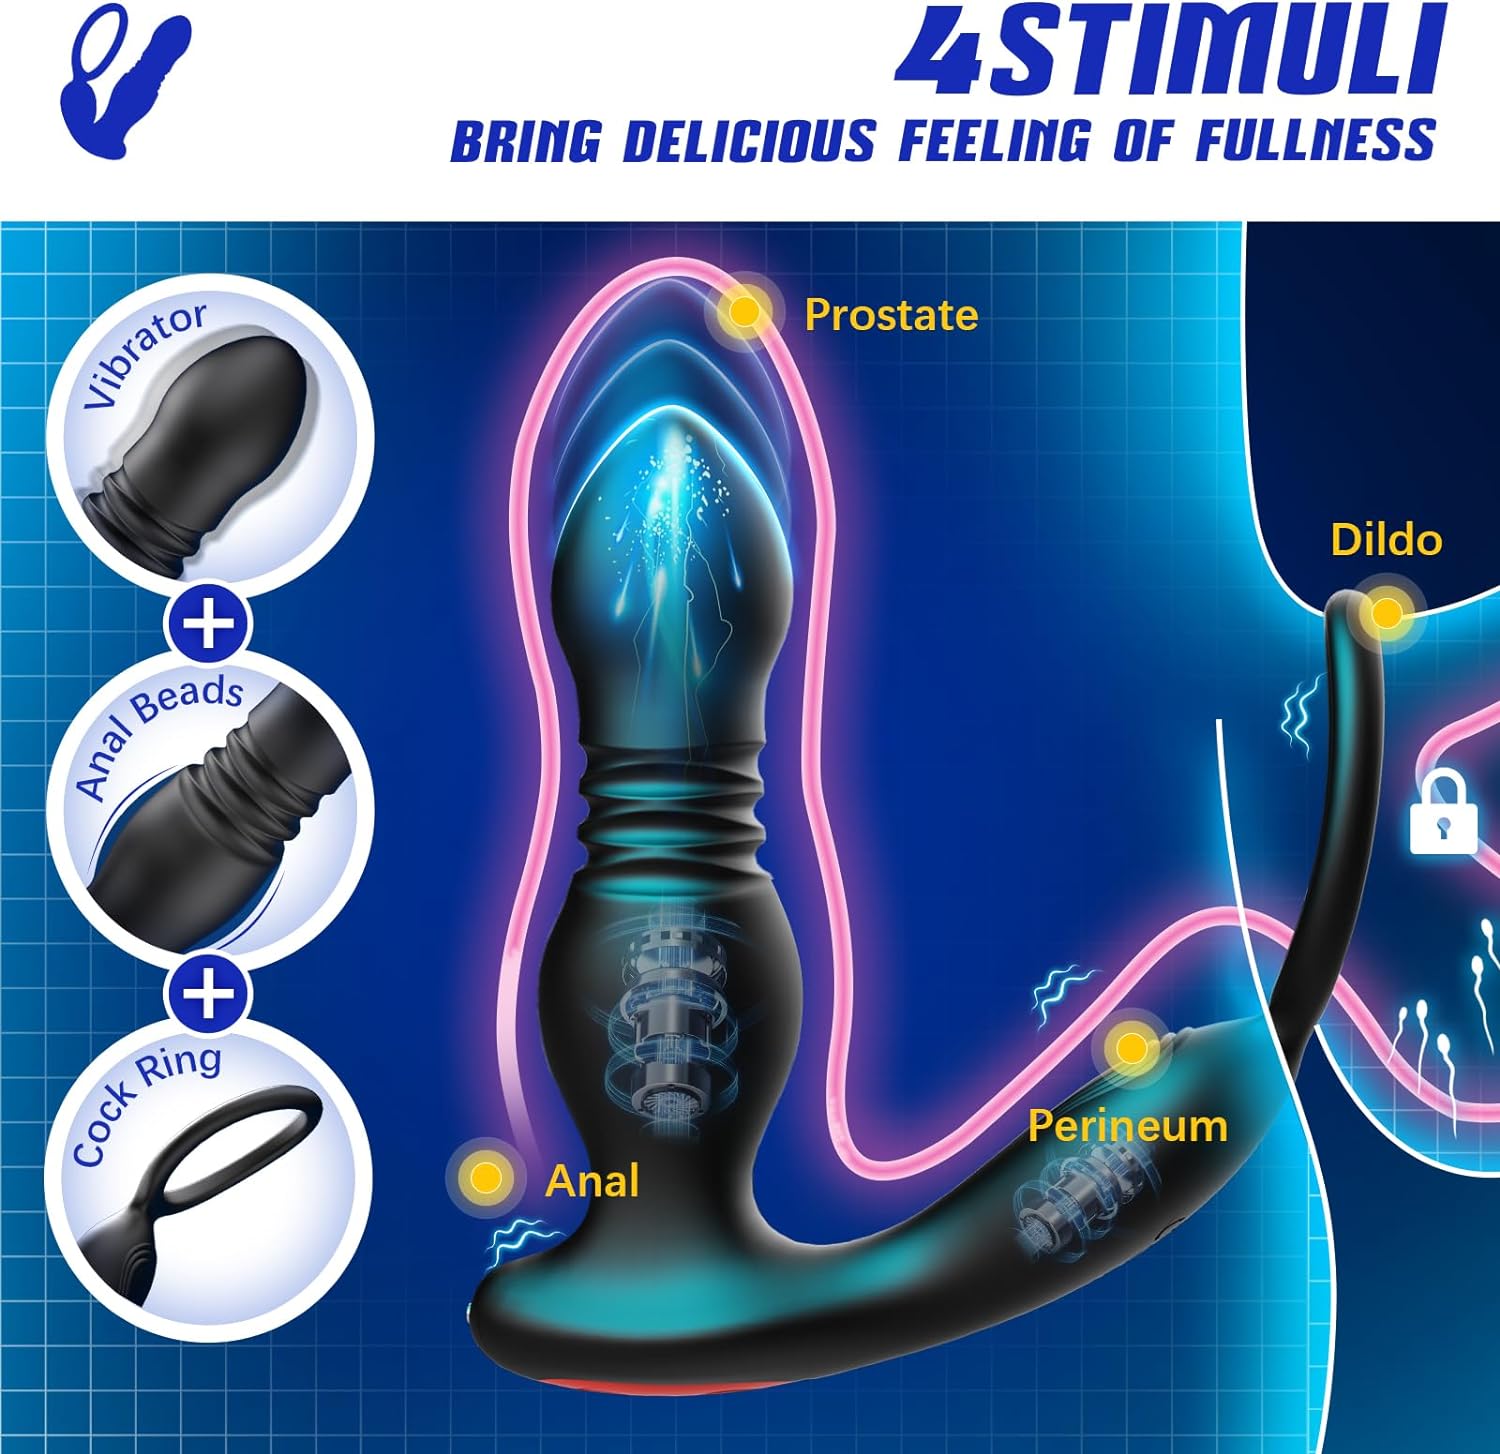 4STIMULI
BRING DELICIOUS FEELING OF FULLNESS
Vibrator
Prostate
Dildo
Anal Beads
Cock Ring
Perineum
Anal